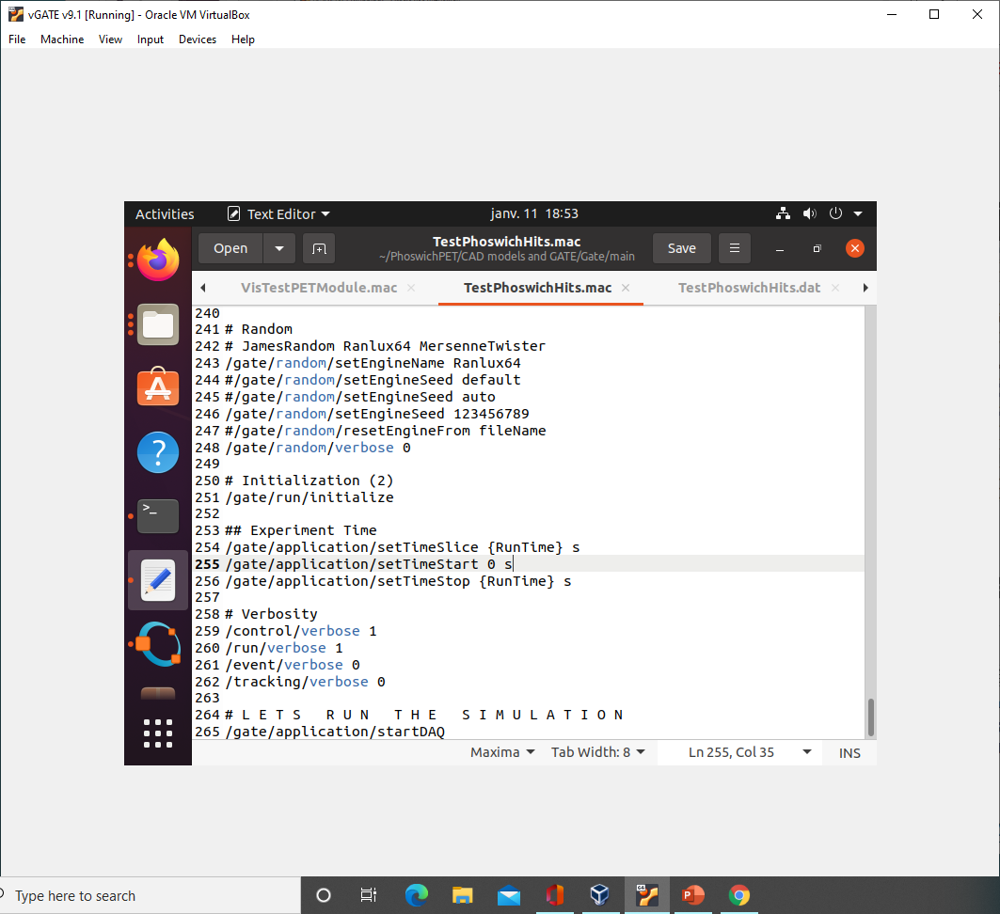 vGATE v9.1 [Running] - Oracle VM VirtualBox
File Machine View Input Devices Help
Activities Text Editor janv. 11 18:53
Open TestPhoswichHits.mac Save
~/PhoswichPET/CAD models and GATE/Gate/main
VisTestPETModule.mac TestPhoswichHits.mac TestPhoswichHits.dat
240
241 # Random
242 # JamesRandom Ranlux64 MersenneTwister
243 /gate/random/setEngineName Ranlux64
244 #/gate/random/setEngineSeed default
245 #/gate/random/setEngineSeed auto
246 /gate/random/setEngineSeed 123456789
247 #/gate/random/resetEngineFrom fileName
248 /gate/random/verbose 0
249
250 # Initialization (2)
251 /gate/run/initialize
252
253 ## Experiment Time
254 /gate/application/setTimeSlice {RunTime} s
255 /gate/application/setTimeStart 0 s
256 /gate/application/setTimeStop {RunTime} s
257
258 # Verbosity
259 /control/verbose 1
260 /run/verbose 1
261 /event/verbose 0
262 /tracking/verbose 0
263
264 # L E T S R U N T H E S I M U L A T I O N
265 /gate/application/startDAQ
Maxima Tab Width: 8 Ln 255, Col 35 INS
Type here to search